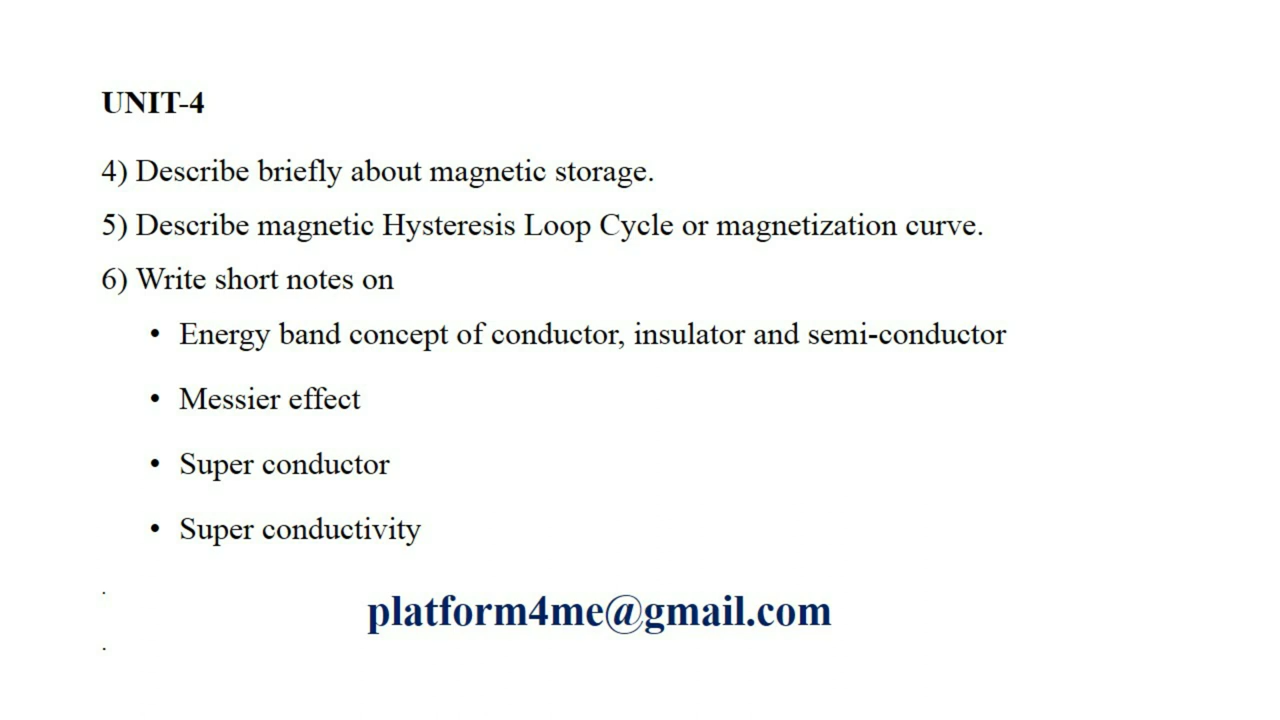 UNIT-4
4) Describe briefly about magnetic storage.
5) Describe magnetic Hysteresis Loop Cycle or magnetization curve.
6) Write short notes on
• Energy band concept of conductor, insulator and semi-conductor
• Messier effect
• Super conductor
• Super conductivity
.
platform4me@gmail.com
.